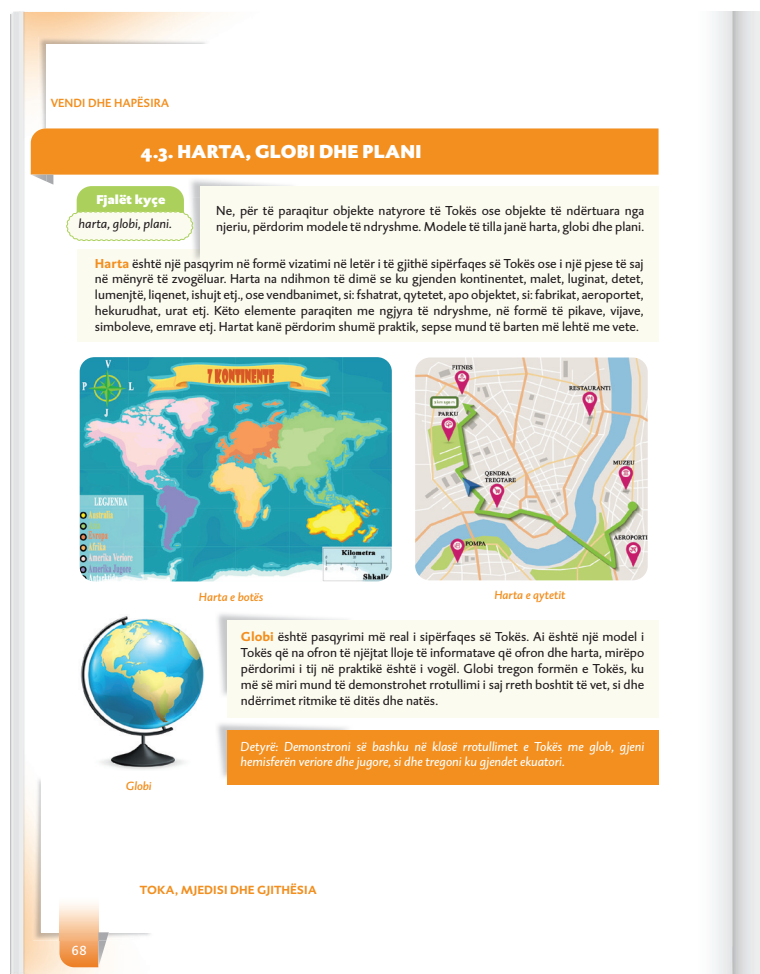 VENDI DHE HAPËSIRA
4.3. HARTA, GLOBI DHE PLANI
Fjalët kyçe
harta, globi, plani.
Ne, për të paraqitur objekte natyrore të Tokës ose objekte të ndërtuara nga
njeriu, përdorim modele të ndryshme. Modele të tilla janë harta, globi dhe plani.
Harta është një pasqyrim në formë vizatimi në letër i të gjithë sipërfaqes së Tokës ose i një pjese të saj
në mënyrë të zvogëluar. Harta na ndihmon të dimë se ku gjenden kontinentet, malet, luginat, detet,
lumenjtë, liqenet, ishujt etj., ose vendbanimet, si: fshatrat, qytetet, apo objektet, si: fabrikat, aeroportet,
hekurudhat, urat etj. Këto elemente paraqiten me ngjyra të ndryshme, në formë të pikave, vijave,
simboleve, emrave etj. Hartat kanë përdorim shumë praktik, sepse mund të barten më lehtë me vete.
V
P L
J
7 KONTINENTE
LEGJENDA
Australia
Evropa
Afrika
Amerika Veriore
Amerika Jugore
Kilometra
Shkall
FITNES
RESTAURANTI
PARKU
MUZEU
QENDRA
TREGTARE
POMPA
AEROPORTI
Harta e botës
Harta e qytetit
Globi është pasqyrimi më real i sipërfaqes së Tokës. Ai është një model i
Tokës që na ofron të njëjtat lloje të informatave që ofron dhe harta, mirëpo
përdorimi i tij në praktikë është i vogël. Globi tregon formën e Tokës, ku
më së miri mund të demonstrohet rrotullimi i saj rreth boshtit të vet, si dhe
ndërrimet ritmike të ditës dhe natës.
Detyrë: Demonstroni së bashku në klasë rrotullimet e Tokës me glob, gjeni
hemisferën veriore dhe jugore, si dhe tregoni ku gjendet ekuatori.
Globi
TOKA, MJEDISI DHE GJITHËSIA
68